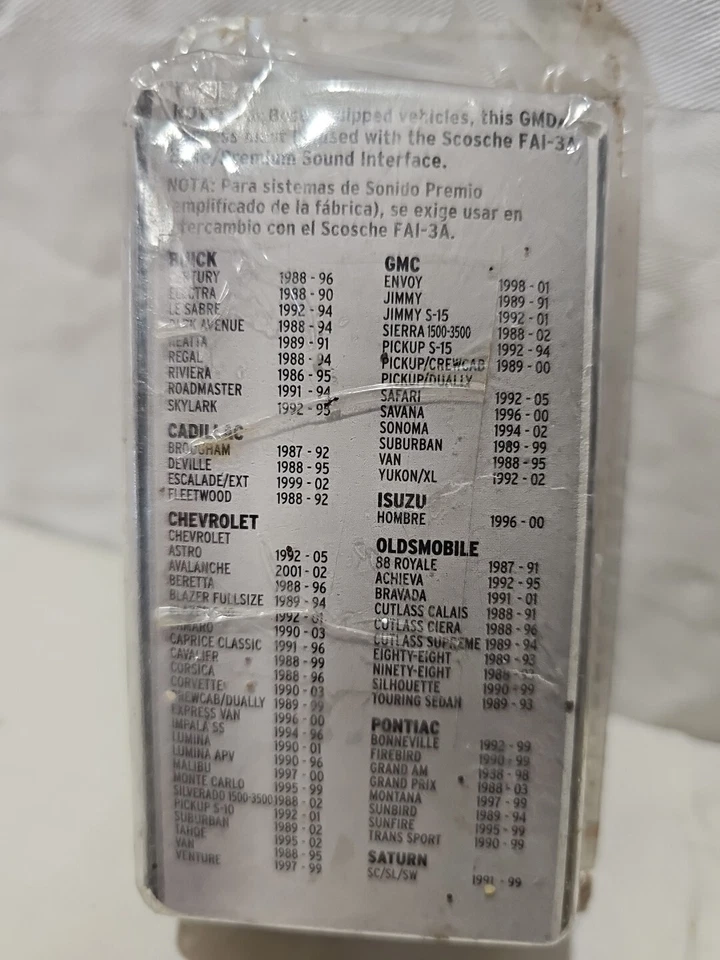 equipped vehicles, this GMDA
used with the Scosche FAI-3A
Bose/Premium Sound Interface.
NOTA: Para sistemas de Sonido Premio
(amplificado de la fábrica), se exige usar en
intercambio con el Scosche FAI-3A.
BUICK
CENTURY 1988 - 96
ELECTRA 1988 - 90
LE SABRE 1992 - 94
PARK AVENUE 1988 - 94
REATTA 1989 - 91
REGAL 1988 - 94
RIVIERA 1986 - 95
ROADMASTER 1991 - 94
SKYLARK 1992 - 95
CADILLAC
BROUGHAM 1987 - 92
DEVILLE 1988 - 95
ESCALADE/EXT 1999 - 02
FLEETWOOD 1988 - 92
CHEVROLET
CHEVROLET
ASTRO 1992 - 05
AVALANCHE 2001 - 02
BERETTA 1988 - 96
BLAZER FULLSIZE 1989 - 94
1992 - 01
CAMARO 1990 - 03
CAPRICE CLASSIC 1991 - 96
CAVALIER 1988 - 99
CORSICA 1988 - 96
CORVETTE 1990 - 03
CREWCAB/DUALLY 1989 - 99
EXPRESS VAN 1996 - 00
IMPALA SS 1994 - 96
LUMINA 1990 - 01
LUMINA APV 1990 - 96
MALIBU 1997 - 00
MONTE CARLO 1995 - 99
SILVERADO 1500-3500 1988 - 02
PICKUP S-10 1992 - 01
SUBURBAN 1989 - 02
TAHOE 1995 - 02
VAN 1988 - 95
VENTURE 1997 - 99
GMC
ENVOY 1998 - 01
JIMMY 1989 - 91
JIMMY S-15 1992 - 01
SIERRA 1500-3500 1988 - 02
PICKUP S-15 1992 - 94
PICKUP/CREWCAB 1989 - 00
PICKUP/DUALLY
SAFARI 1992 - 05
SAVANA 1996 - 00
SONOMA 1994 - 02
SUBURBAN 1989 - 99
VAN 1988 - 95
YUKON/XL 1992 - 02
ISUZU
HOMBRE 1996 - 00
OLDSMOBILE
88 ROYALE 1987 - 91
ACHIEVA 1992 - 95
BRAVADA 1991 - 01
CUTLASS CALAIS 1988 - 91
CUTLASS CIERA 1988 - 96
CUTLASS SUPREME 1989 - 94
EIGHTY-EIGHT 1989 - 93
NINETY-EIGHT 1988 - 93
SILHOUETTE 1990 - 99
TOURING SEDAN 1989 - 93
PONTIAC
BONNEVILLE 1992 - 99
FIREBIRD 1990 - 99
GRAND AM 1988 - 98
GRAND PRIX 1988 - 03
MONTANA 1997 - 99
SUNBIRD 1989 - 94
SUNFIRE 1995 - 99
TRANS SPORT 1990 - 99
SATURN
SC/SL/SW 1991 - 99